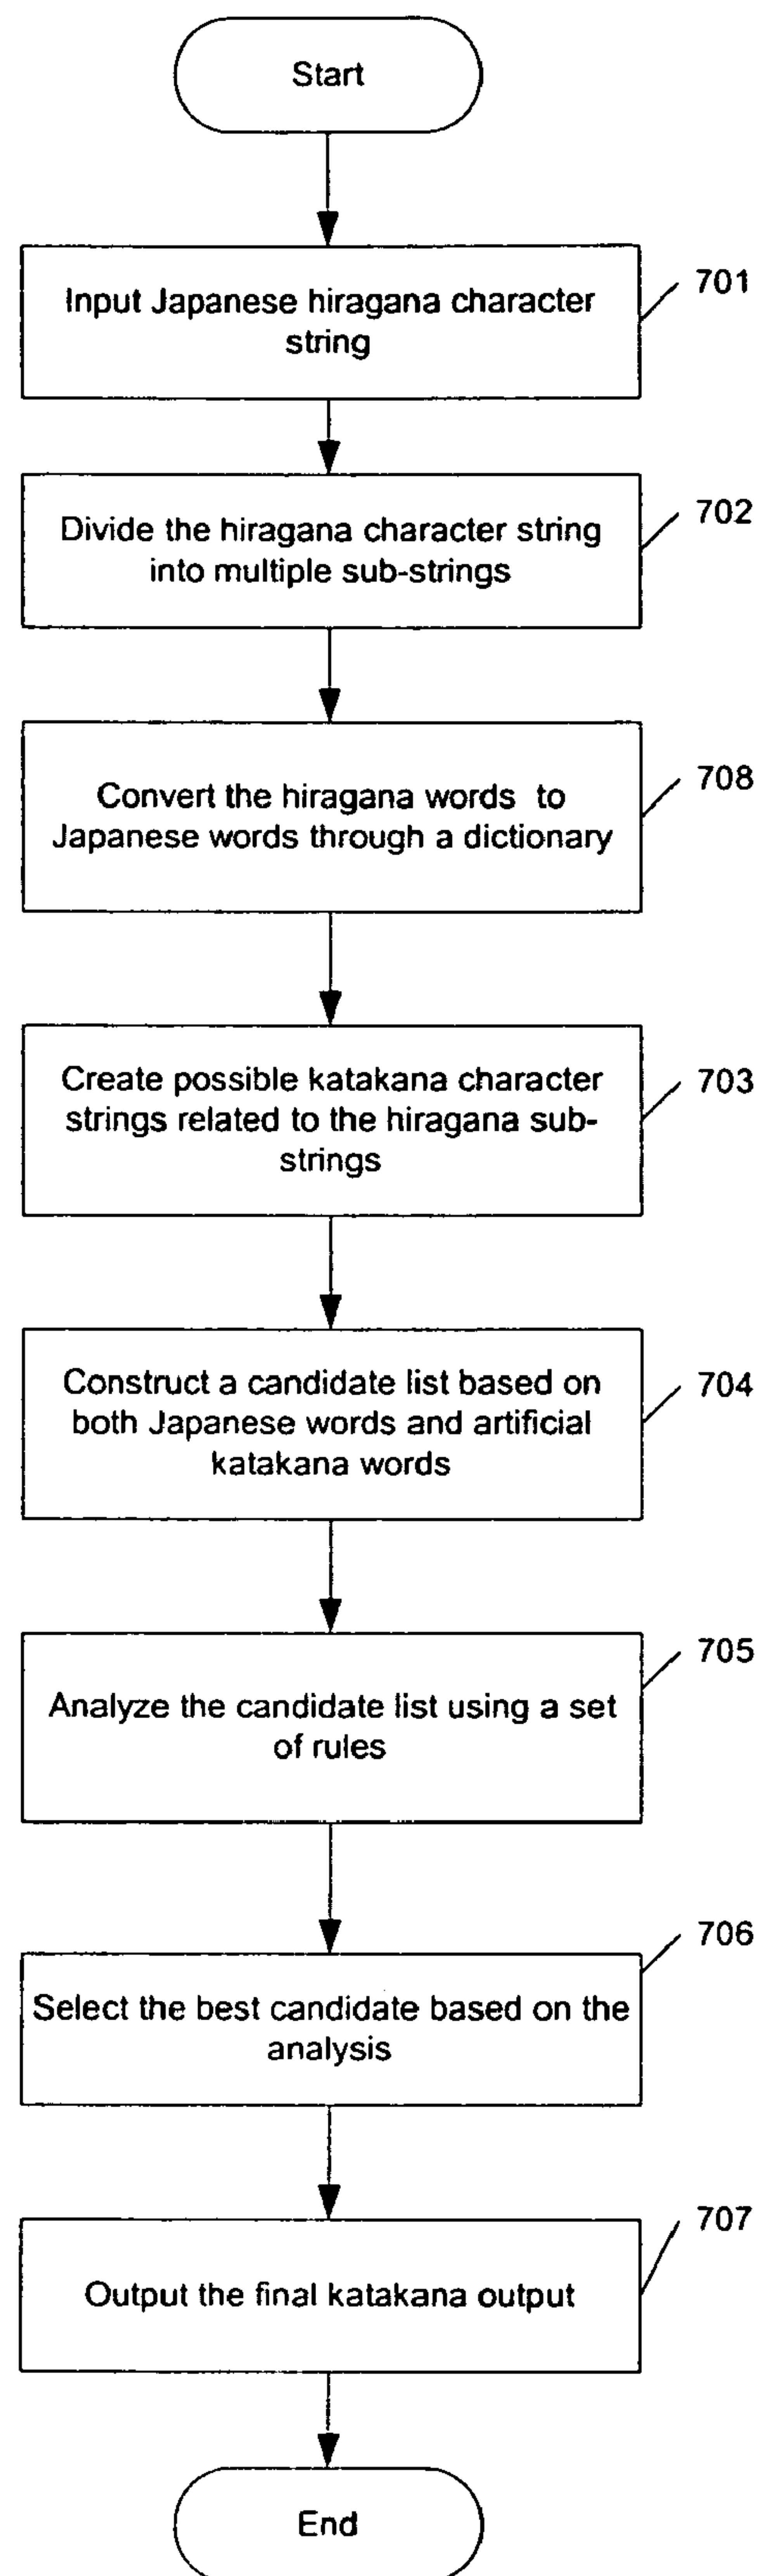 Start
Input Japanese hiragana character
string
701
Divide the hiragana character string
into multiple sub-strings
702
Convert the hiragana words to
Japanese words through a dictionary
708
Create possible katakana character
strings related to the hiragana sub-
strings
703
Construct a candidate list based on
both Japanese words and artificial
katakana words
704
Analyze the candidate list using a set
of rules
705
Select the best candidate based on the
analysis
706
Output the final katakana output
707
End